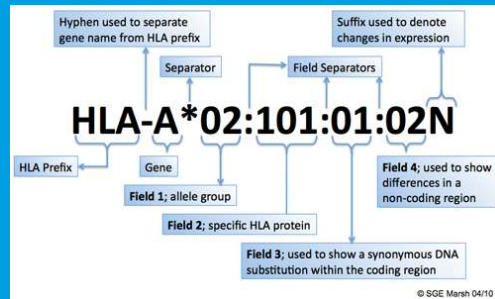 Hyphen used to separate
gene name from HLA prefix
Suffix used to denote
changes in expression
Separator
Field Separators
HLA-A*02:101:01:02N
HLA Prefix
Gene
Field 4; used to show
differences in a
non-coding region
Field 1; allele group
Field 2; specific HLA protein
Field 3; used to show a synonymous DNA
substitution within the coding region
© SGE Marsh 04/10